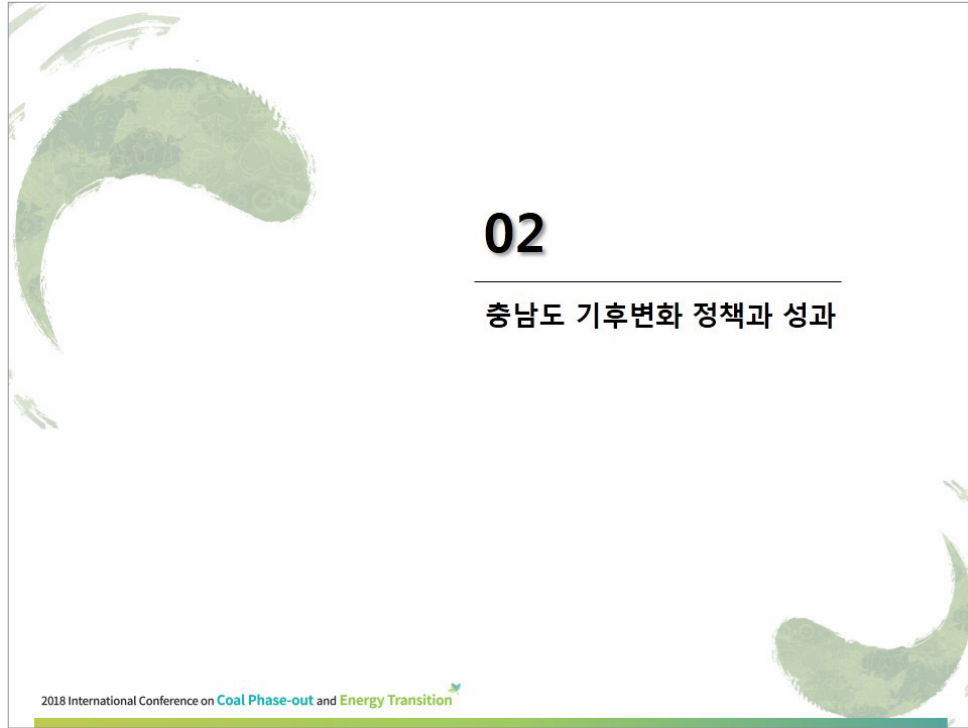 02
충남도 기후변화 정책과 성과
2018 International Conference on Coal Phase-out and Energy Transition